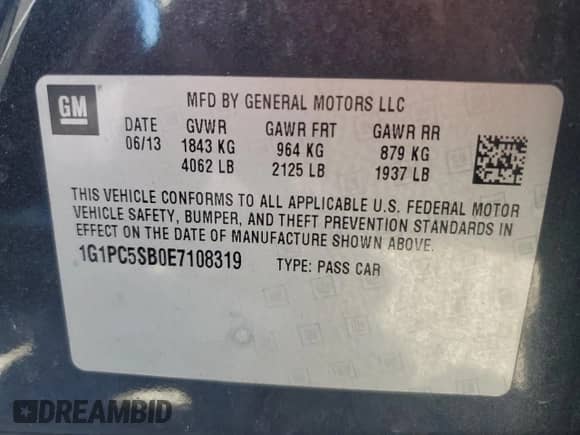 GM
MFD BY GENERAL MOTORS LLC
DATE GVWR GAWR FRT GAWR RR
06/13 1843 KG 964 KG 879 KG
4062 LB 2125 LB 1937 LB
THIS VEHICLE CONFORMS TO ALL APPLICABLE U.S. FEDERAL MOTOR
VEHICLE SAFETY, BUMPER, AND THEFT PREVENTION STANDARDS IN
EFFECT ON THE DATE OF MANUFACTURE SHOWN ABOVE.
1G1PC5SB0E7108319 TYPE: PASS CAR
DREAMBID